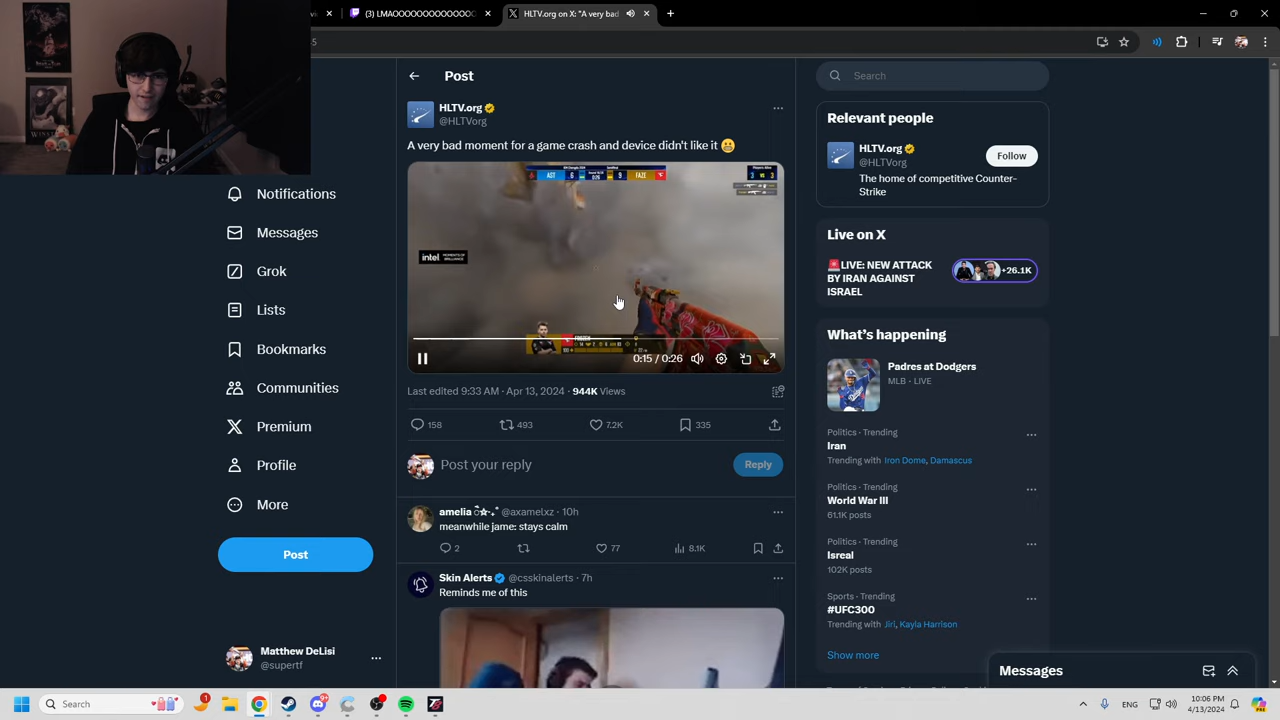 (3) LMAOOOOOOOOOOOOO
HLTV.org on X: "A very bad
Post
HLTV.org
@HLTVorg
A very bad moment for a game crash and device didn't like it 😬
AST 6 9 FAZE
3 vs 3
intel
0:15 / 0:26
Last edited 9:33 AM · Apr 13, 2024 · 944K Views
158 493 7.2K 335
Post your reply
Reply
amelia @axamelxz · 10h
meanwhile jame: stays calm
2 77 8.1K
Skin Alerts @csskinalerts · 7h
Reminds me of this
Notifications
Messages
Grok
Lists
Bookmarks
Communities
Premium
Profile
More
Post
Matthew DeLisi
@supertf
Search
Relevant people
HLTV.org
@HLTVorg
Follow
The home of competitive Counter-
Strike
Live on X
🚨LIVE: NEW ATTACK
BY IRAN AGAINST
ISRAEL
+26.1K
What's happening
Padres at Dodgers
MLB · LIVE
Politics · Trending
Iran
Trending with Iron Dome, Damascus
Politics · Trending
World War III
61.1K posts
Politics · Trending
Isreal
102K posts
Sports · Trending
#UFC300
Trending with Jiri, Kayla Harrison
Show more
Messages
Search
1
10:06 PM
4/13/2024